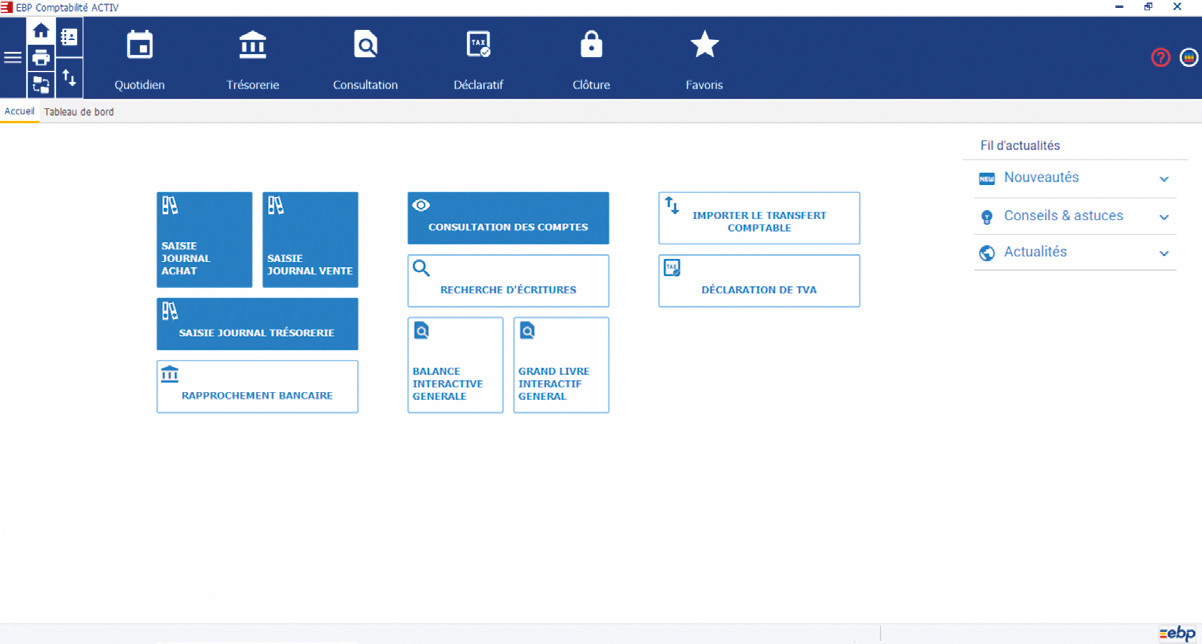 EBP Comptabilité ACTIV
TAX
Quotidien
Trésorerie
Consultation
Déclaratif
Clôture
Favoris
?
Accueil
Tableau de bord
Fil d'actualités
NEW Nouveautés
Conseils & astuces
Actualités
SAISIE
JOURNAL
ACHAT
SAISIE
JOURNAL VENTE
SAISIE JOURNAL TRÉSORERIE
RAPPROCHEMENT BANCAIRE
CONSULTATION DES COMPTES
RECHERCHE D'ÉCRITURES
BALANCE
INTERACTIVE
GENERALE
GRAND LIVRE
INTERACTIF
GENERAL
IMPORTER LE TRANSFERT
COMPTABLE
TAX
DÉCLARATION DE TVA
ebp